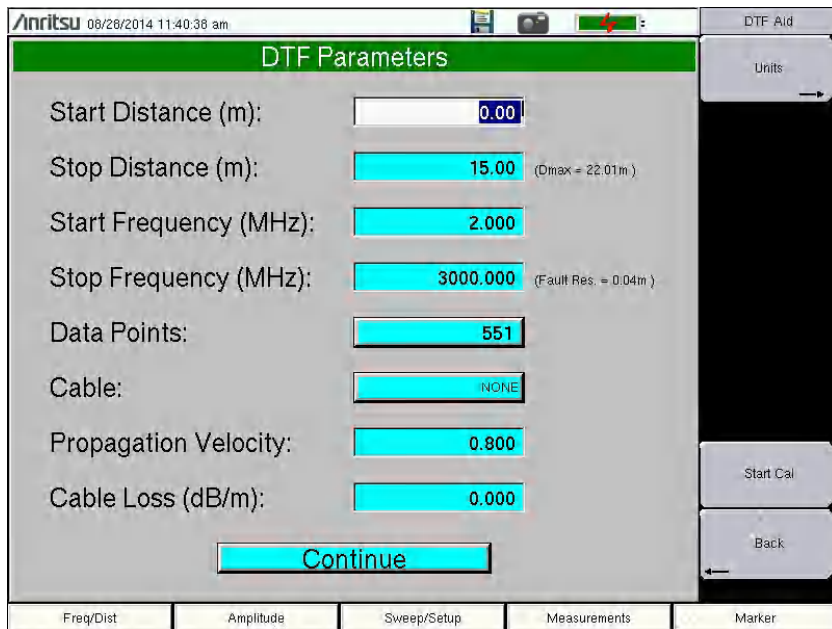 /inritsu 08/28/2014 11:40:38 am
DTF Aid
DTF Parameters
Units
Start Distance (m): 0.00
Stop Distance (m): 15.00 (Dmax = 22.01m )
Start Frequency (MHz): 2.000
Stop Frequency (MHz): 3000.000 (Fault Res. = 0.04m )
Data Points: 551
Cable: NONE
Propagation Velocity: 0.800
Start Cal
Cable Loss (dB/m): 0.000
Back
Continue
Freq/Dist Amplitude Sweep/Setup Measurements Marker